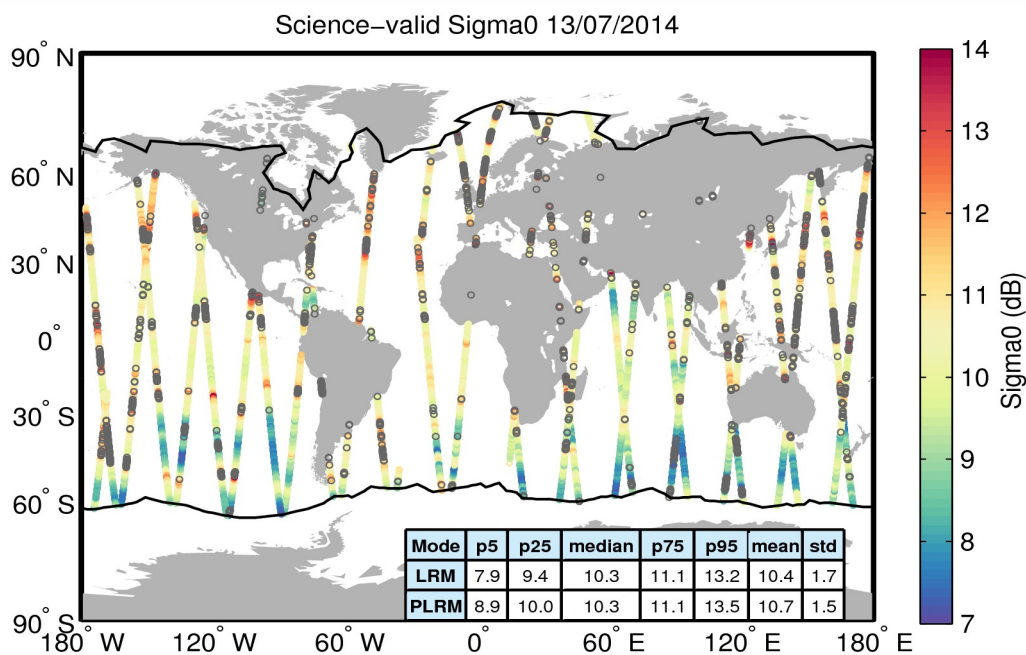 Science−valid Sigma0 13/07/2014
90° N
60° N
30° N
0°
30° S
60° S
90° S
180° W
120° W
60° W
0°
60° E
120° E
180° E
14
13
12
11
10
9
8
7
Sigma0 (dB)
Mode p5 p25 median p75 p95 mean std
LRM 7.9 9.4 10.3 11.1 13.2 10.4 1.7
PLRM 8.9 10.0 10.3 11.1 13.5 10.7 1.5